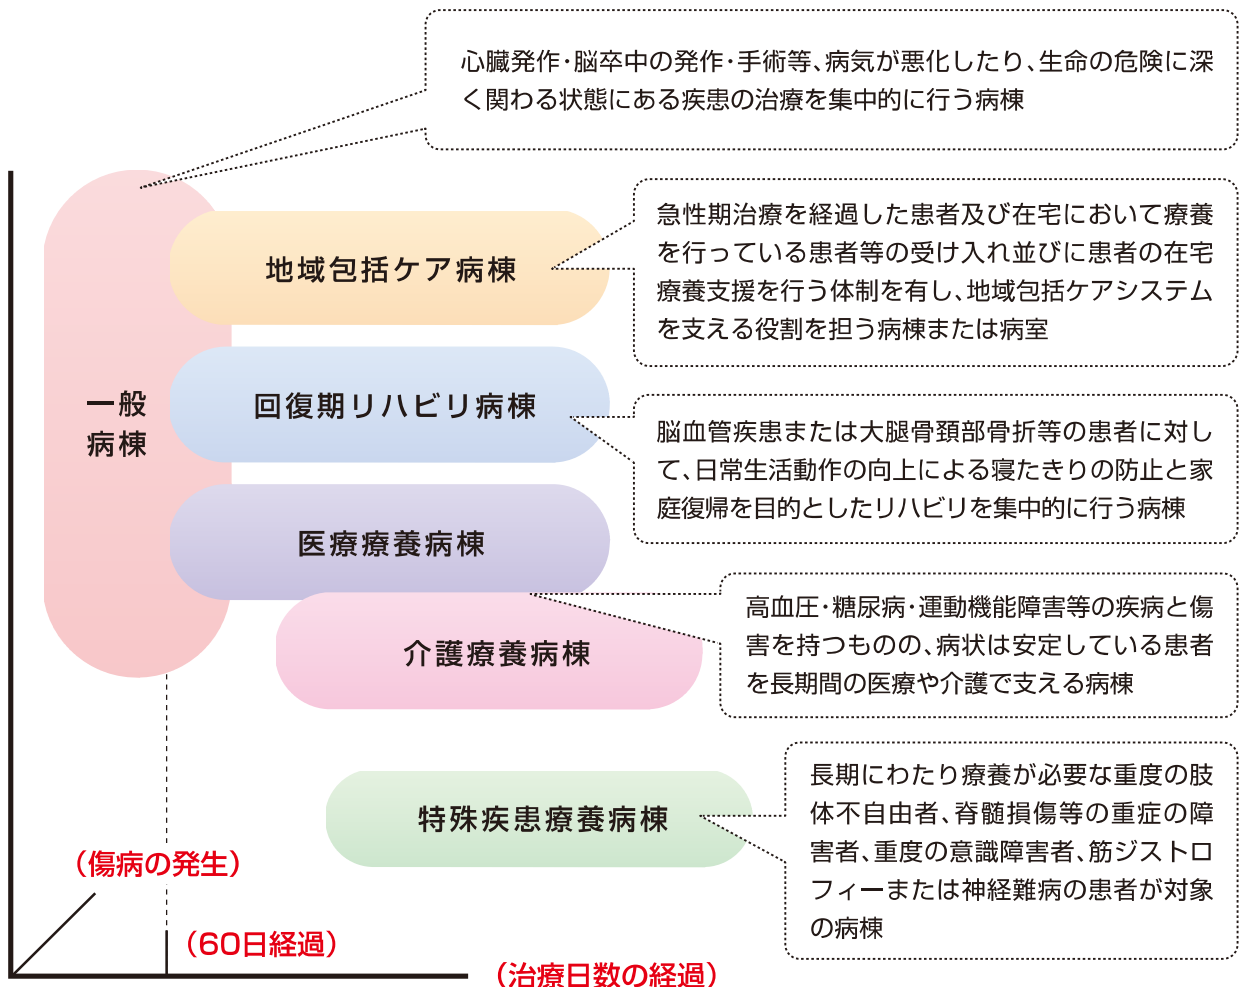 心臓発作・脳卒中の発作・手術等、病気が悪化したり、生命の危険に深
く関わる状態にある疾患の治療を集中的に行う病棟
急性期治療を経過した患者及び在宅において療養
を行っている患者等の受け入れ並びに患者の在宅
療養支援を行う体制を有し、地域包括ケアシステム
を支える役割を担う病棟または病室
地域包括ケア病棟
一般
病棟
回復期リハビリ病棟
脳血管疾患または大腿骨頚部骨折等の患者に対し
て、日常生活動作の向上による寝たきりの防止と家
庭復帰を目的としたリハビリを集中的に行う病棟
医療療養病棟
高血圧・糖尿病・運動機能障害等の疾病と傷
害を持つものの、病状は安定している患者
を長期間の医療や介護で支える病棟
介護療養病棟
長期にわたり療養が必要な重度の肢
体不自由者、脊髄損傷等の重症の障
害者、重度の意識障害者、筋ジストロ
フィーまたは神経難病の患者が対象
の病棟
特殊疾患療養病棟
（傷病の発生）
（60日経過）
（治療日数の経過）